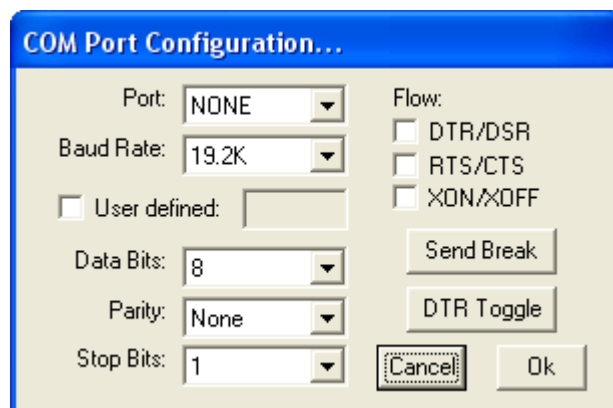 COM Port Configuration...
Port: NONE
Baud Rate: 19.2K
User defined:
Data Bits: 8
Parity: None
Stop Bits: 1
Flow:
DTR/DSR
RTS/CTS
XON/XOFF
Send Break
DTR Toggle
Cancel
Ok